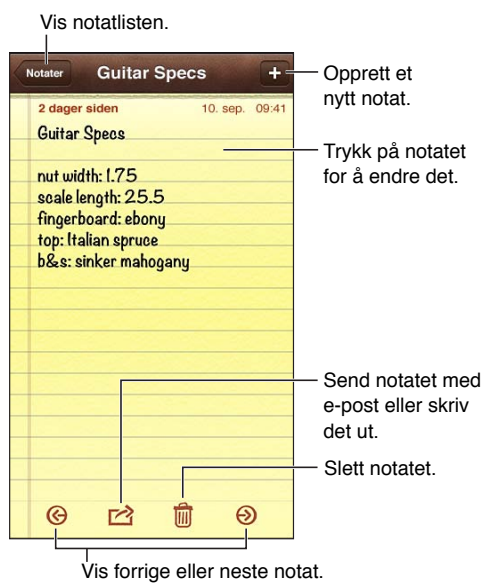 Vis notatlisten.
Notater Guitar Specs +
Opprett et
nytt notat.
2 dager siden 10. sep. 09:41
Guitar Specs
Trykk på notatet
for å endre det.
nut width: 1.75
scale length: 25.5
fingerboard: ebony
top: Italian spruce
b&s: sinker mahogany
Send notatet med
e-post eller skriv
det ut.
Slett notatet.
Vis forrige eller neste notat.